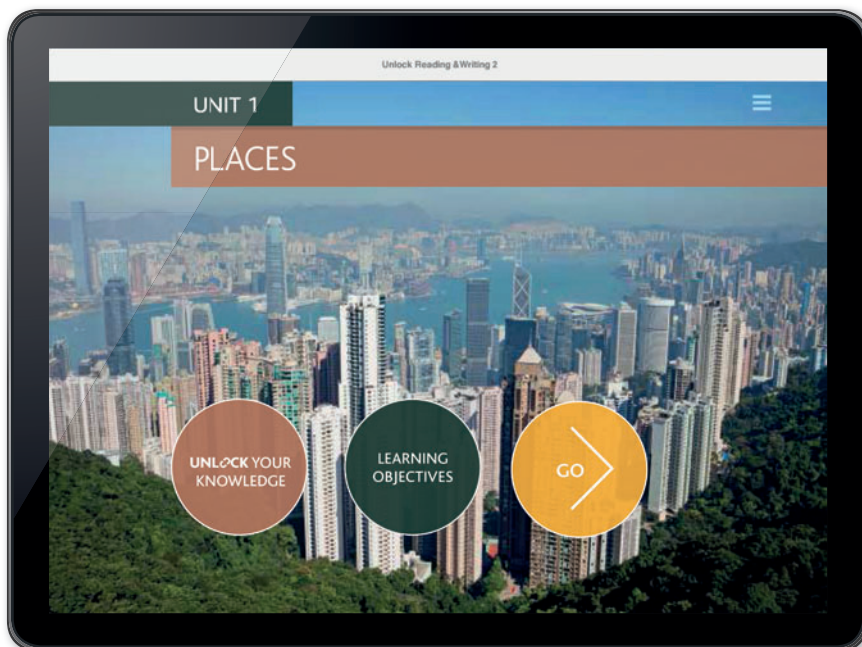 Unlock Reading &Writing 2
UNIT 1
PLACES
UNLOCK YOUR
KNOWLEDGE
LEARNING
OBJECTIVES
GO